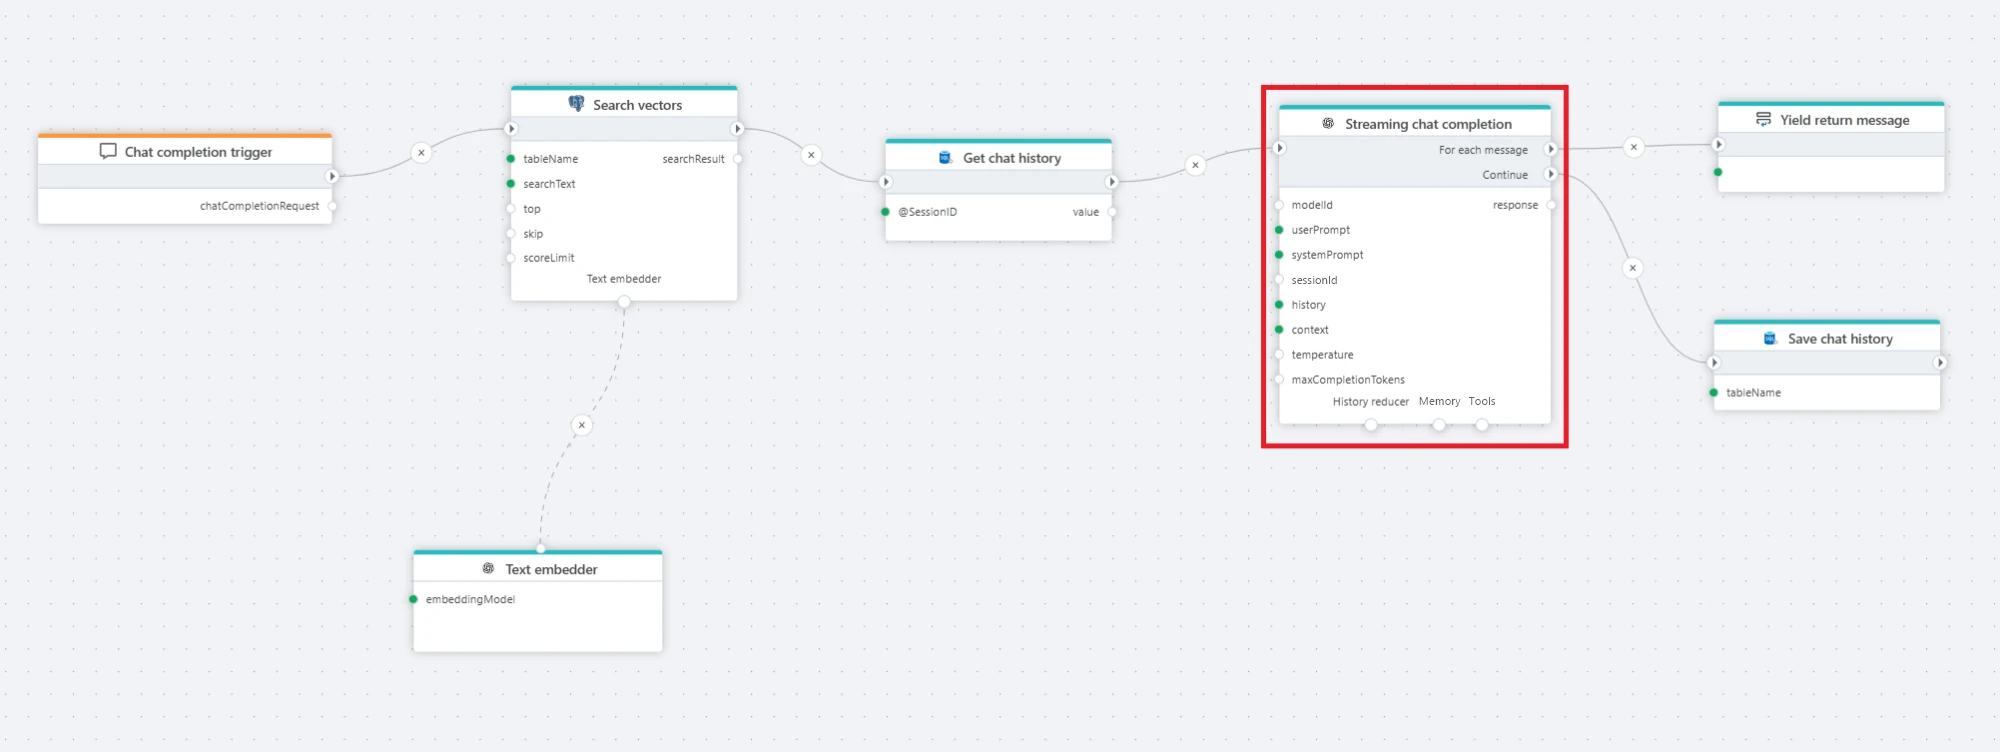 Chat completion trigger
chatCompletionRequest
Search vectors
tableName
searchResult
searchText
top
skip
scoreLimit
Text embedder
Text embedder
embeddingModel
Get chat history
@SessionID
value
Streaming chat completion
For each message
Continue
modelId
response
userPrompt
systemPrompt
sessionId
history
context
temperature
maxCompletionTokens
History reducer Memory Tools
Yield return message
Save chat history
tableName